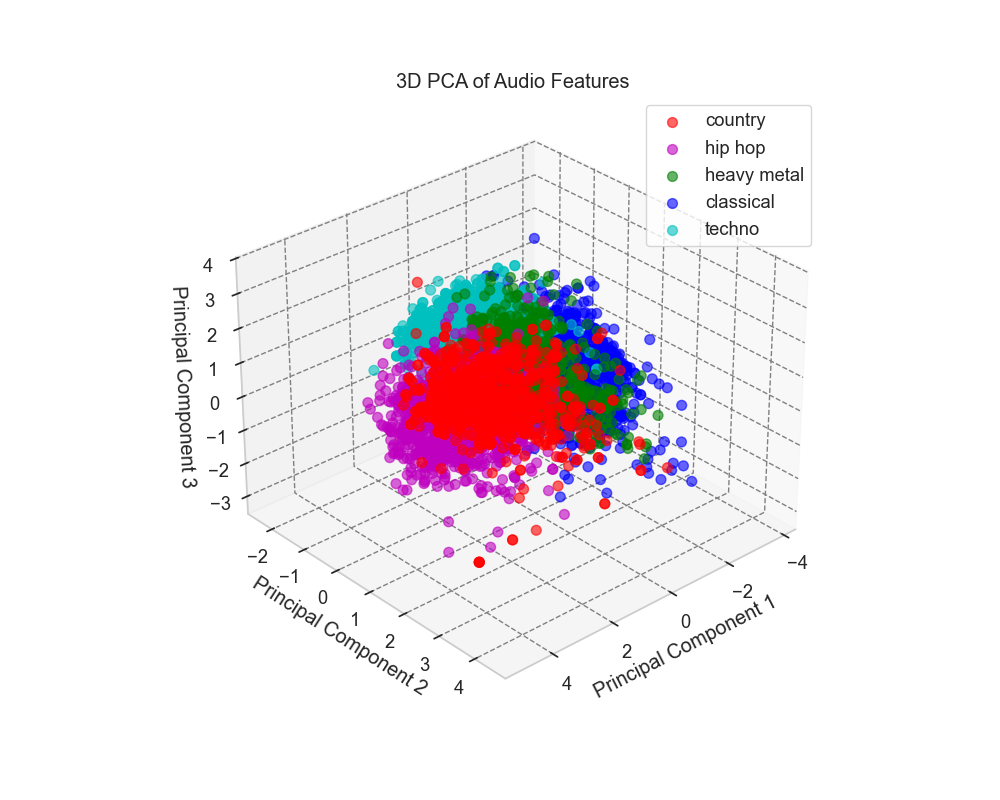 3D PCA of Audio Features
country
hip hop
heavy metal
classical
techno
4
3
2
1
0
−1
−2
−3
Principal Component 3
−2
−1
0
1
2
3
4
Principal Component 2
4
2
0
−2
−4
Principal Component 1